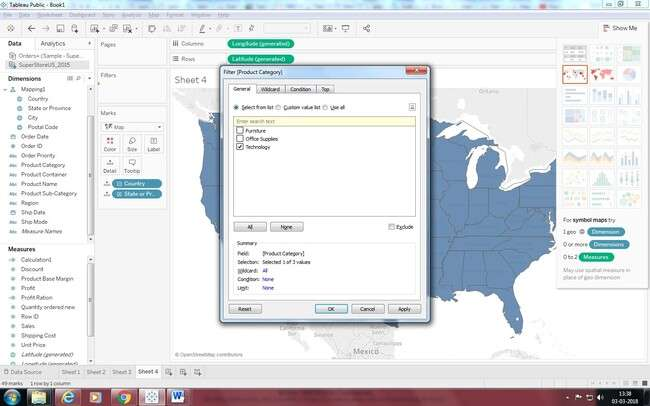 Tableau Public - Book1
File Data Worksheet Dashboard Story Analysis Map Format Window Help
Show Me
Data Analytics
Orders+ (Sample - Super...
SuperStoreUS_2015
Dimensions
Mapping1
Country
State or Province
City
Postal Code
Order Date
Order ID
Order Priority
Product Category
Product Container
Product Name
Product Sub-Category
Region
Ship Date
Ship Mode
Measure Names
Measures
Calculation1
Discount
Product Base Margin
Profit
Profit Ration
Quantity ordered new
Row ID
Sales
Shipping Cost
Unit Price
Latitude (generated)
Longitude (generated)
Pages
Filters
Marks
Map
Color Size Label
Detail Tooltip
Country
State or Pr...
Columns Longitude (generated)
Rows Latitude (generated)
Sheet 4
Filter [Product Category]
General Wildcard Condition Top
Select from list Custom value list Use all
Enter search text
Furniture
Office Supplies
Technology
All None Exclude
Summary
Field: [Product Category]
Selection: Selected 1 of 3 values
Wildcard: All
Condition: None
Limit: None
Reset OK Cancel Apply
For symbol maps try
1 geo Dimension
0 or more Dimensions
0 to 2 Measures
May use spatial measure in
place of geo dimension
Mexico
© OpenStreetMap contributors
Data Source Sheet 1 Sheet 2 Sheet 3 Sheet 4
49 marks 1 row by 1 column
13:38
03-03-2018